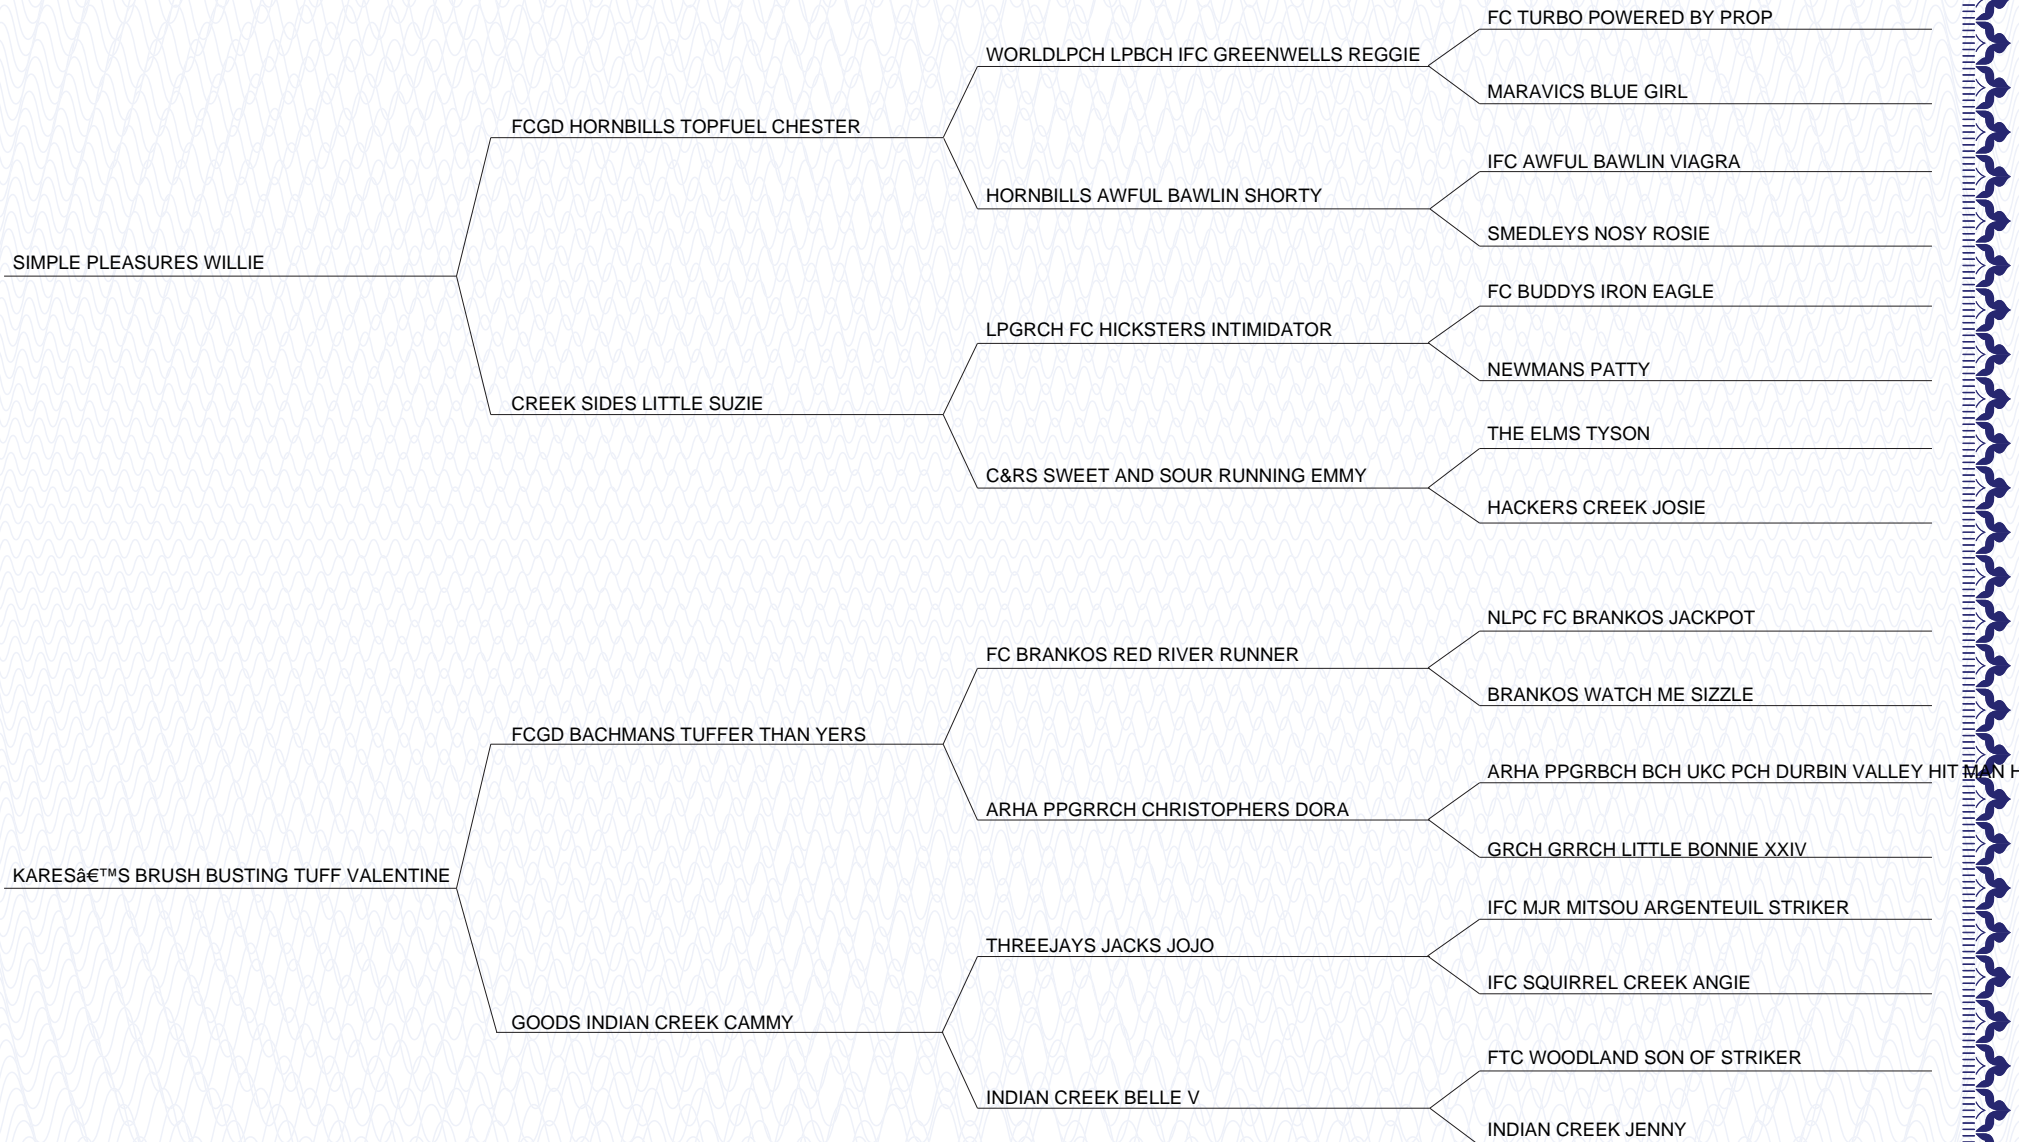 FC TURBO POWERED BY PROP
WORLDLPCH LPBCH IFC GREENWELLS REGGIE
MARAVICS BLUE GIRL
FCGD HORNBILLS TOPFUEL CHESTER
IFC AWFUL BAWLIN VIAGRA
HORNBILLS AWFUL BAWLIN SHORTY
SMEDLEYS NOSY ROSIE
SIMPLE PLEASURES WILLIE
FC BUDDYS IRON EAGLE
LPGRCH FC HICKSTERS INTIMIDATOR
NEWMANS PATTY
CREEK SIDES LITTLE SUZIE
THE ELMS TYSON
C&RS SWEET AND SOUR RUNNING EMMY
HACKERS CREEK JOSIE
NLPC FC BRANKOS JACKPOT
FC BRANKOS RED RIVER RUNNER
BRANKOS WATCH ME SIZZLE
FCGD BACHMANS TUFFER THAN YERS
ARHA PPGRBCH BCH UKC PCH DURBIN VALLEY HIT MAN H
ARHA PPGRRCH CHRISTOPHERS DORA
GRCH GRRCH LITTLE BONNIE XXIV
KARES’S BRUSH BUSTING TUFF VALENTINE
IFC MJR MITSOU ARGENTEUIL STRIKER
THREEJAYS JACKS JOJO
IFC SQUIRREL CREEK ANGIE
GOODS INDIAN CREEK CAMMY
FTC WOODLAND SON OF STRIKER
INDIAN CREEK BELLE V
INDIAN CREEK JENNY